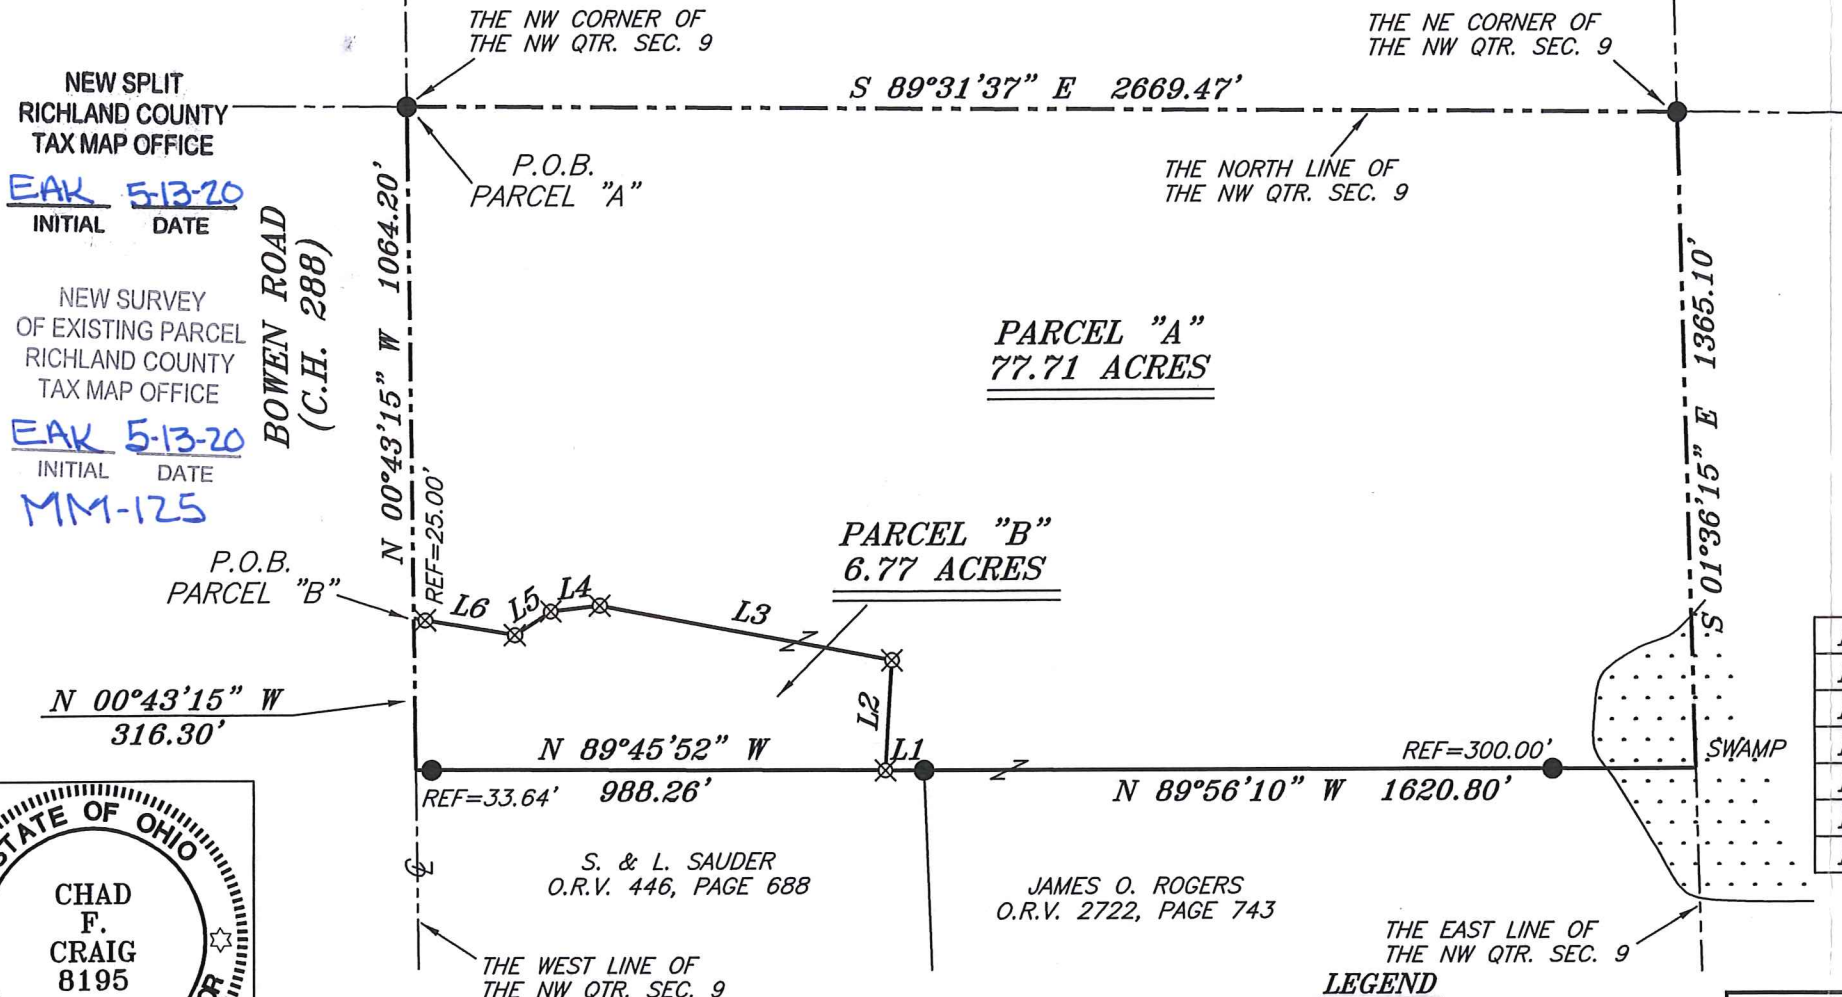 THE NW CORNER OF
THE NW QTR. SEC. 9
THE NE CORNER OF
THE NW QTR. SEC. 9
NEW SPLIT
RICHLAND COUNTY
TAX MAP OFFICE
EAK 5-13-20
INITIAL DATE
S 89°31'37" E 2669.47'
P.O.B.
PARCEL "A"
THE NORTH LINE OF
THE NW QTR. SEC. 9
NEW SURVEY
OF EXISTING PARCEL
RICHLAND COUNTY
TAX MAP OFFICE
EAK 5-13-20
INITIAL DATE
MM-125
BOWEN ROAD
(C.H. 288)
N 00°43'15" W 1064.20'
REF=25.00'
PARCEL "A"
77.71 ACRES
S 01°36'15" E 1365.10'
PARCEL "B"
6.77 ACRES
P.O.B.
PARCEL "B"
L6
L5
L4
L3
L2
L1
N 00°43'15" W
316.30'
N 89°45'52" W
REF=33.64' 988.26'
REF=300.00'
N 89°56'10" W 1620.80'
SWAMP
S. & L. SAUDER
O.R.V. 446, PAGE 688
JAMES O. ROGERS
O.R.V. 2722, PAGE 743
THE EAST LINE OF
THE NW QTR. SEC. 9
THE WEST LINE OF
THE NW QTR. SEC. 9
LEGEND
STATE OF OHIO
CHAD
F.
CRAIG
8195